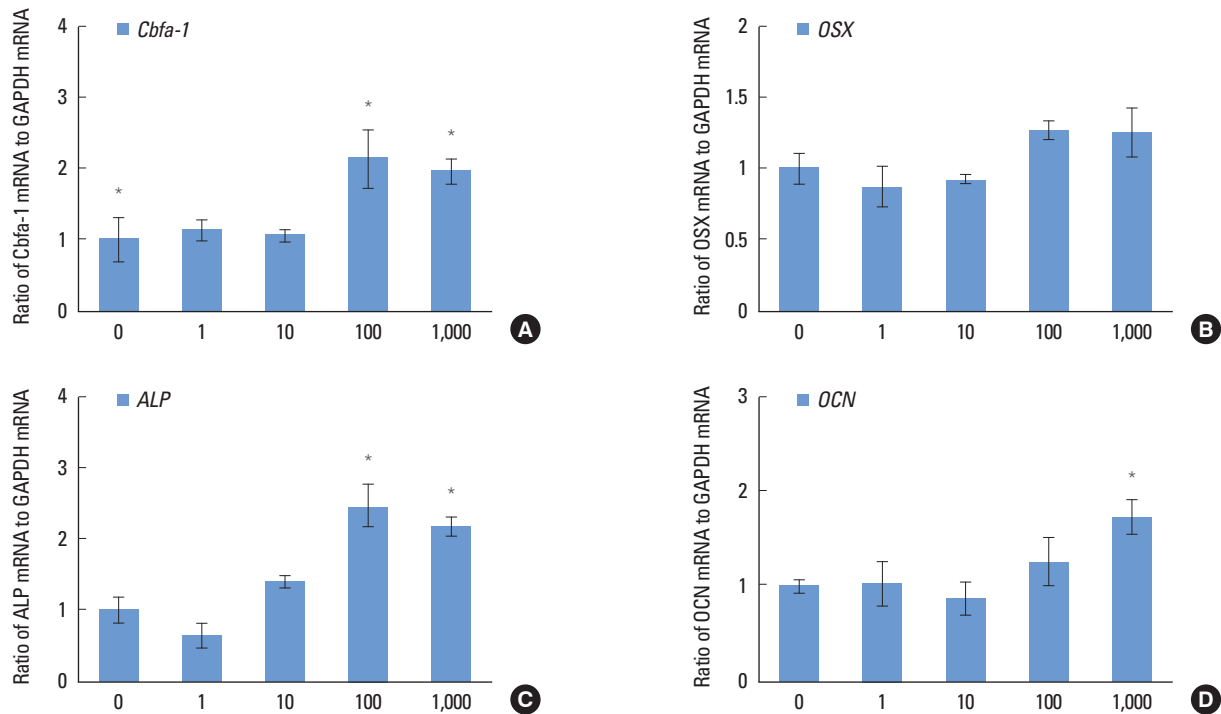 Ratio of Cbfa-1 mRNA to GAPDH mRNA
4
3
2
1
0
Cbfa-1
*
*
*
0 1 10 100 1,000
A
Ratio of OSX mRNA to GAPDH mRNA
2
1.5
1
0.5
0
OSX
0 1 10 100 1,000
B
Ratio of ALP mRNA to GAPDH mRNA
4
3
2
1
0
ALP
*
*
0 1 10 100 1,000
C
Ratio of OCN mRNA to GAPDH mRNA
3
2
1
0
OCN
*
0 1 10 100 1,000
D